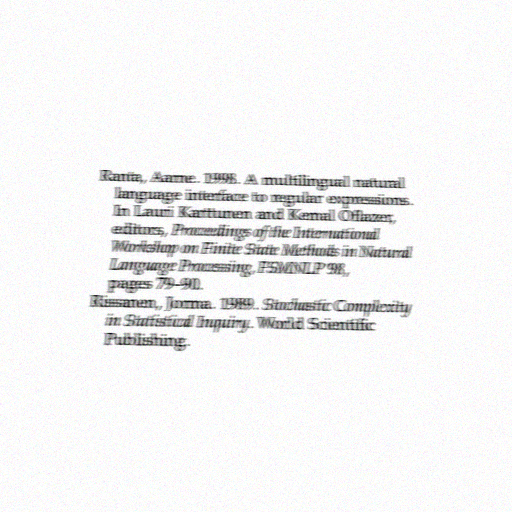 Ranta, Aarne. 1998. A multilingual natural
language interface to regular expressions.
In Lauri Karttunen and Kemal Oflazer,
editors, Proceedings of the International
Workshop on Finite State Methods in Natural
Language Processing, FSMNLP'98,
pages 79–90.
Rissanen, Jorma. 1989. Stochastic Complexity
in Statistical Inquiry. World Scientific
Publishing.